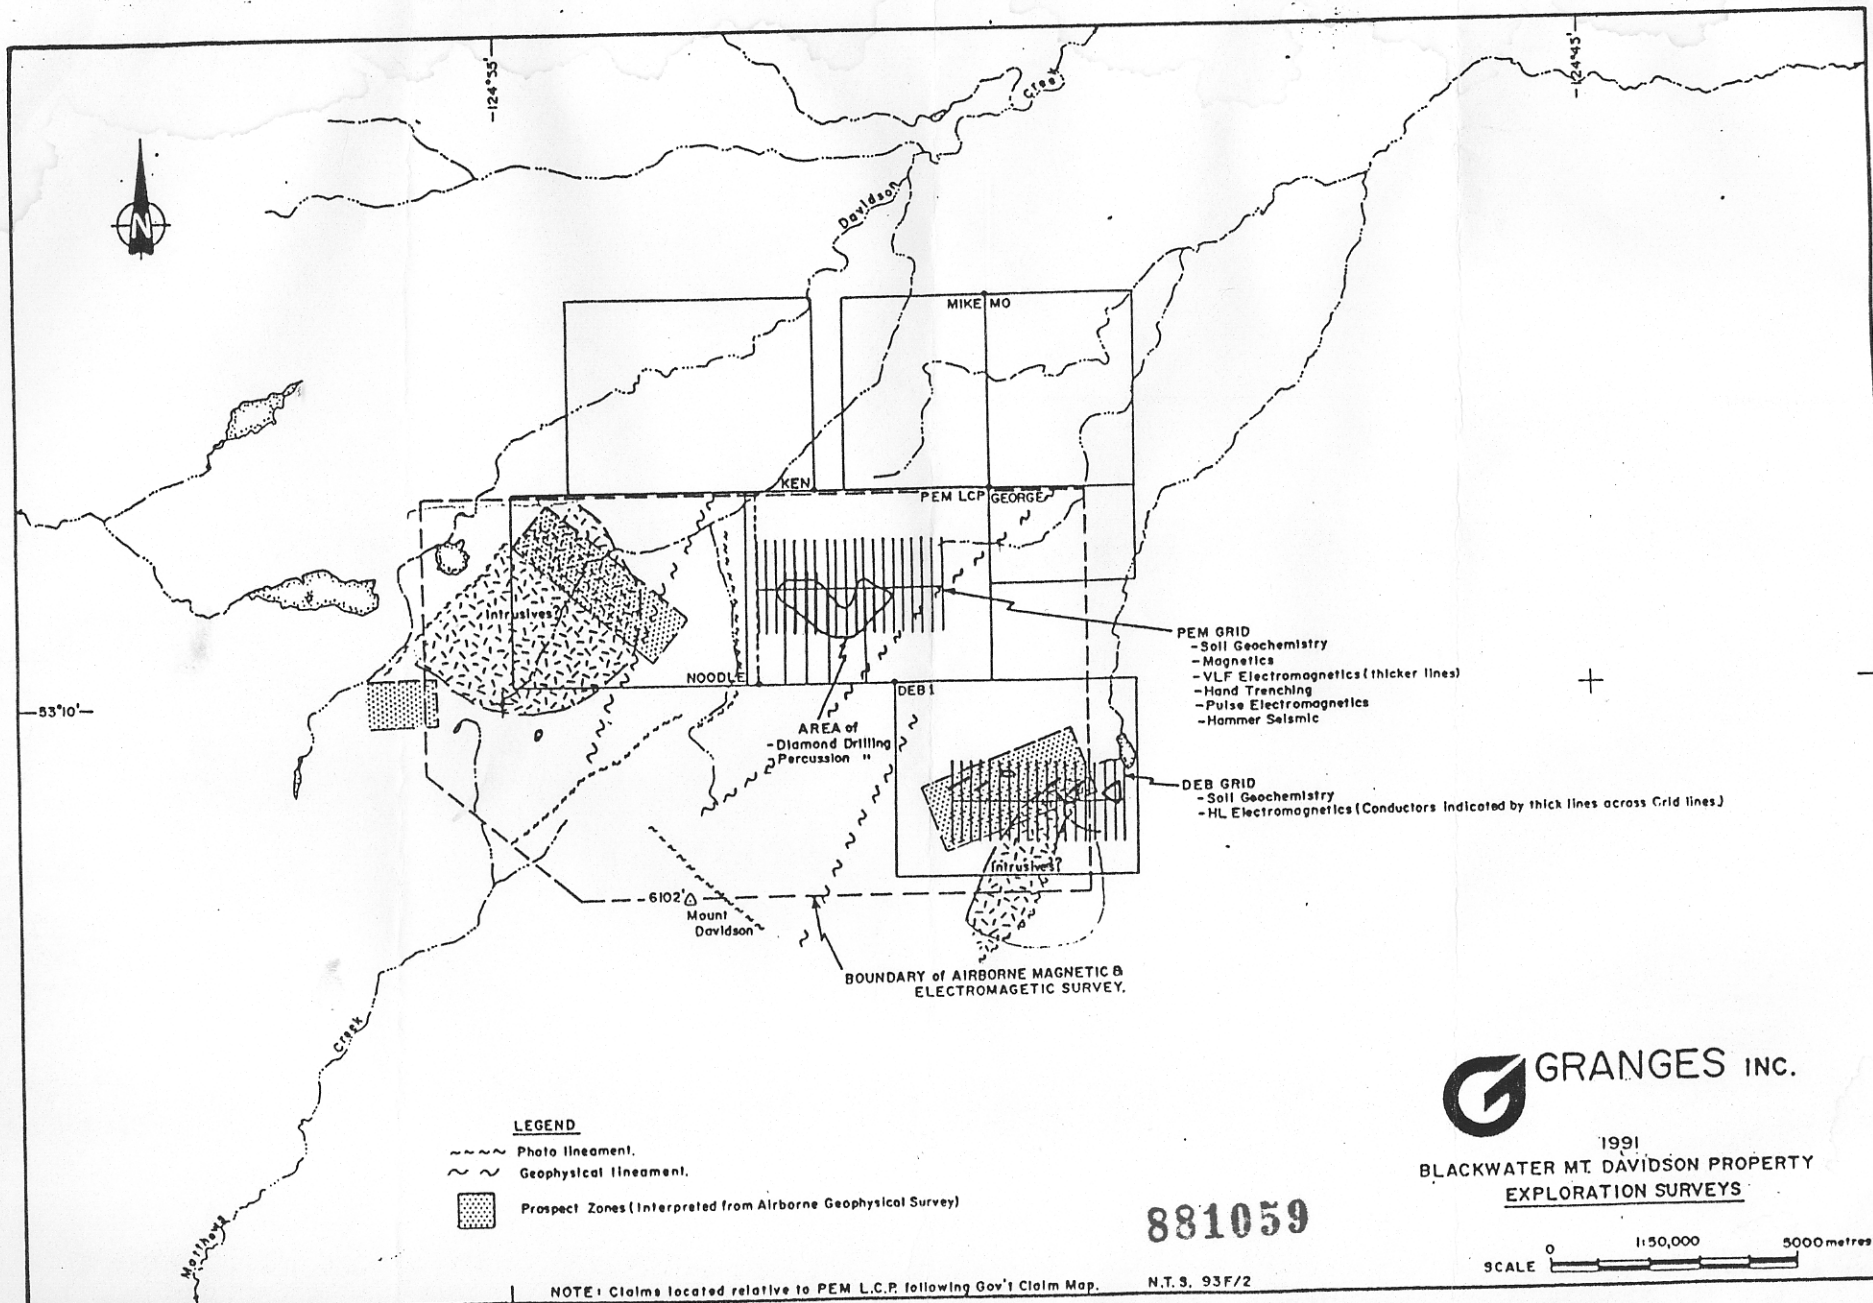 -124°55'
-124°45'
Creek
Davidson
N
MIKE MO
KEN
PEM LCP GEORGE
Intrusives?
PEM GRID
-Soil Geochemistry
-Magnetics
-VLF Electromagnetics (thicker lines)
-Hand Trenching
-Pulse Electromagnetics
-Hammer Seismic
NOODLE
DEB 1
-53°10'-
AREA of
-Diamond Drilling
Percussion "
DEB GRID
- Soil Geochemistry
- HL Electromagnetics (Conductors indicated by thick lines across Grid lines.)
Intrusives?
6102'
Mount
Davidson
BOUNDARY of AIRBORNE MAGNETIC &
ELECTROMAGETIC SURVEY.
Creek
Matthews
GRANGES INC.
1991
BLACKWATER MT. DAVIDSON PROPERTY
EXPLORATION SURVEYS
LEGEND
Photo lineament.
Geophysical lineament.
Prospect Zones (Interpreted from Airborne Geophysical Survey)
881059
0 1:50,000 5000 metres
SCALE
NOTE: Claims located relative to PEM L.C.P. following Gov't Claim Map. N.T.S. 93F/2